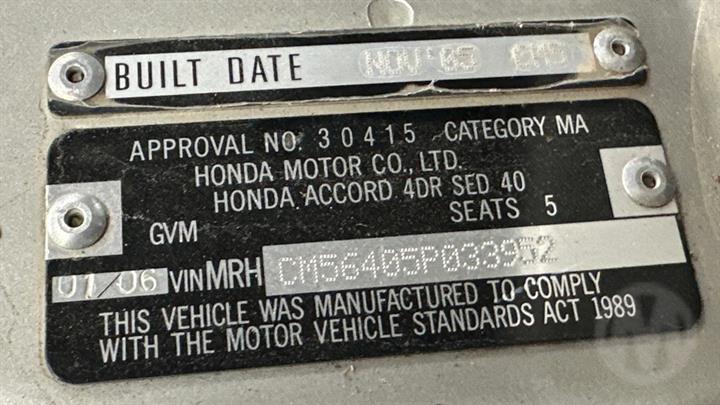 BUILT DATE NOV'05
APPROVAL NO. 30415 CATEGORY MA
HONDA MOTOR CO., LTD.
HONDA ACCORD 4DR SED 40
SEATS 5
GVM
01/06 VIN MRH CM56405P033952
THIS VEHICLE WAS MANUFACTURED TO COMPLY
WITH THE MOTOR VEHICLE STANDARDS ACT 1989